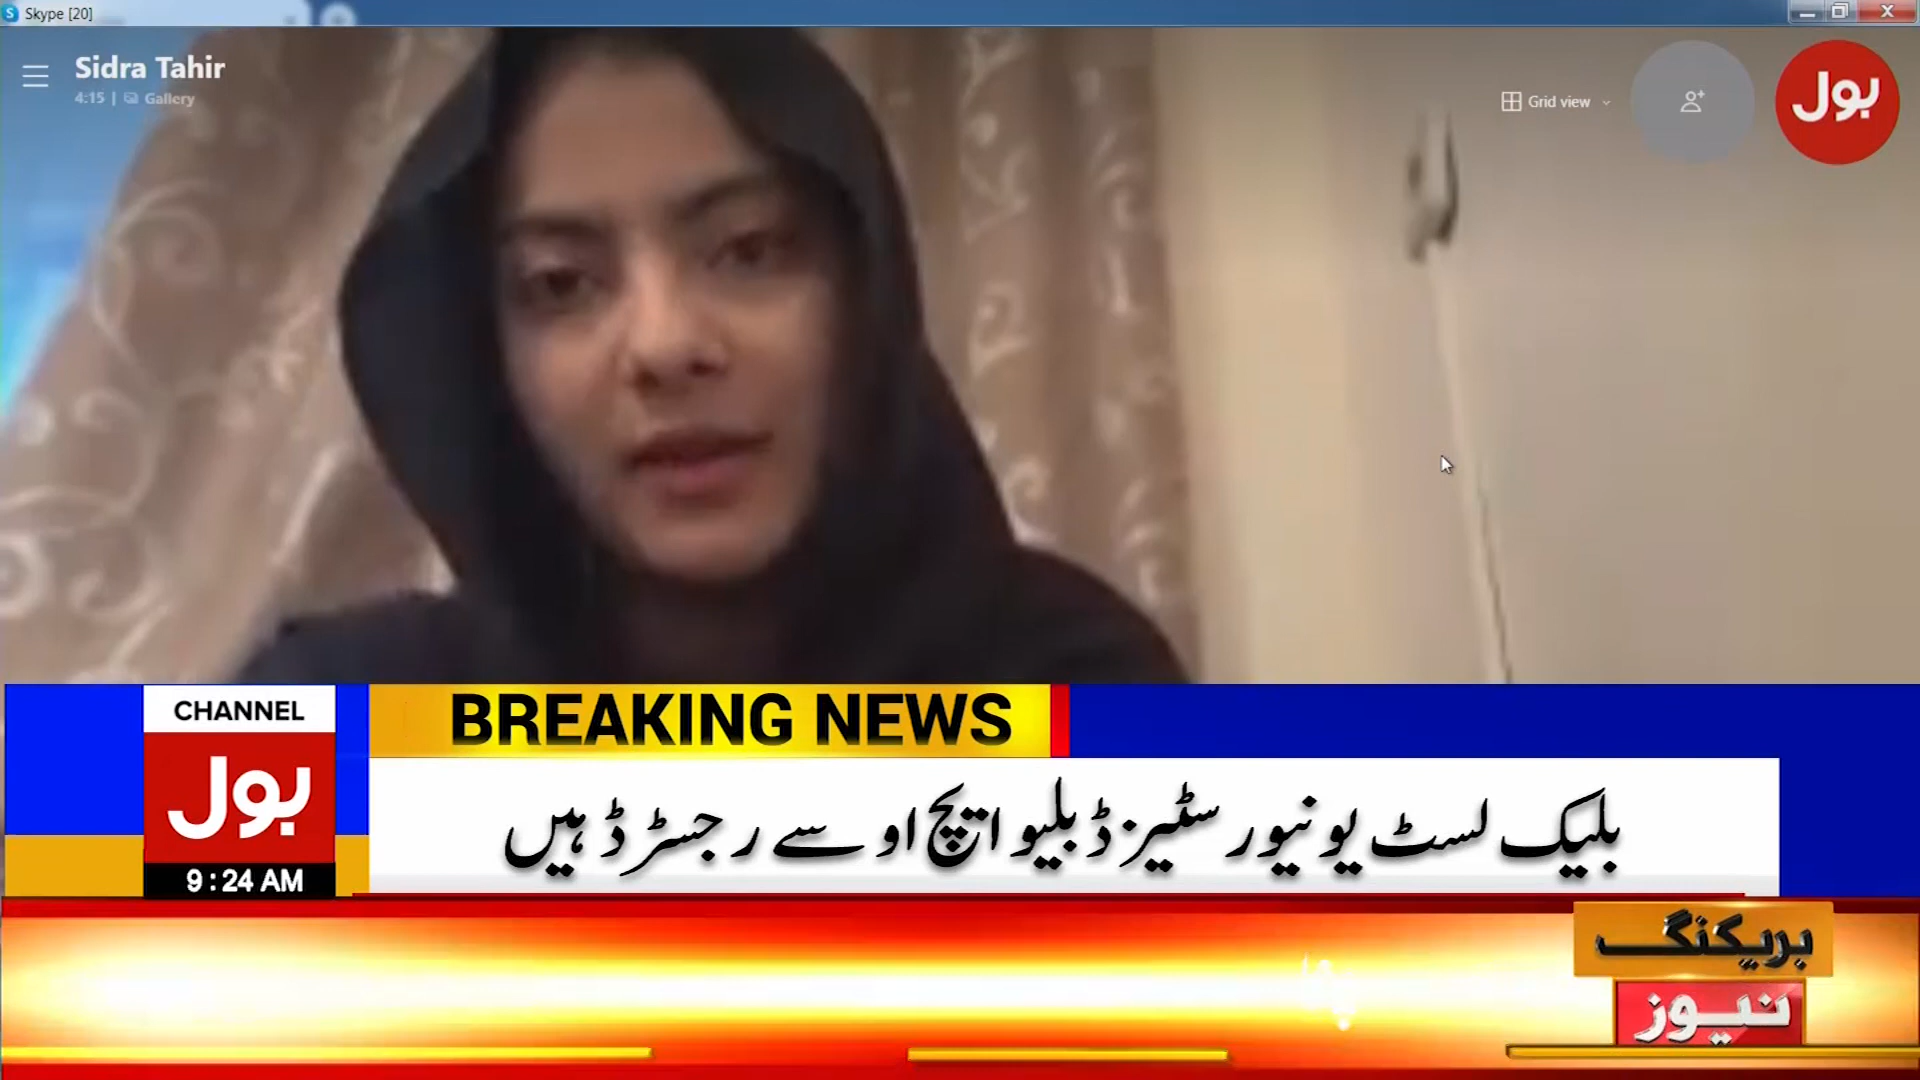 Skype [20]
Sidra Tahir
4:15 | Gallery
Grid view
بول
CHANNEL
بول
9:24 AM
BREAKING NEWS
بلیک لسٹ یونیورسٹیز ڈبلیو ایچ او سے رجسٹرڈ ہیں
بریکنگ
نیوز